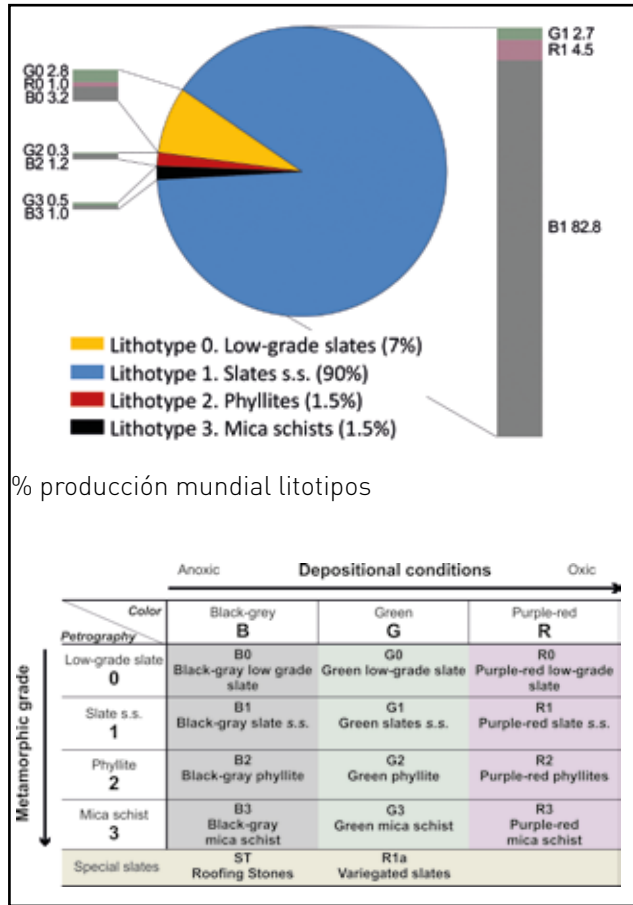 G1 2.7
R1 4.5
G0 2.8
R0 1.0
B0 3.2
G2 0.3
B2 1.2
G3 0.5
B3 1.0
B1 82.8
Lithotype 0. Low-grade slates (7%)
Lithotype 1. Slates s.s. (90%)
Lithotype 2. Phyllites (1.5%)
Lithotype 3. Mica schists (1.5%)
% producción mundial litotipos
Anoxic Depositional conditions Oxic
Color
Petrography
Black-grey
B
Green
G
Purple-red
R
Metamorphic grade
Low-grade slate
0
B0
Black-gray low grade
slate
G0
Green low-grade slate
R0
Purple-red low-grade
slate
Slate s.s.
1
B1
Black-gray slate s.s.
G1
Green slates s.s.
R1
Purple-red slate s.s.
Phyllite
2
B2
Black-gray phyllite
G2
Green phyllite
R2
Purple-red phyllites
Mica schist
3
B3
Black-gray
mica schist
G3
Green mica schist
R3
Purple-red
mica schist
Special slates
ST
Roofing Stones
R1a
Variegated slates